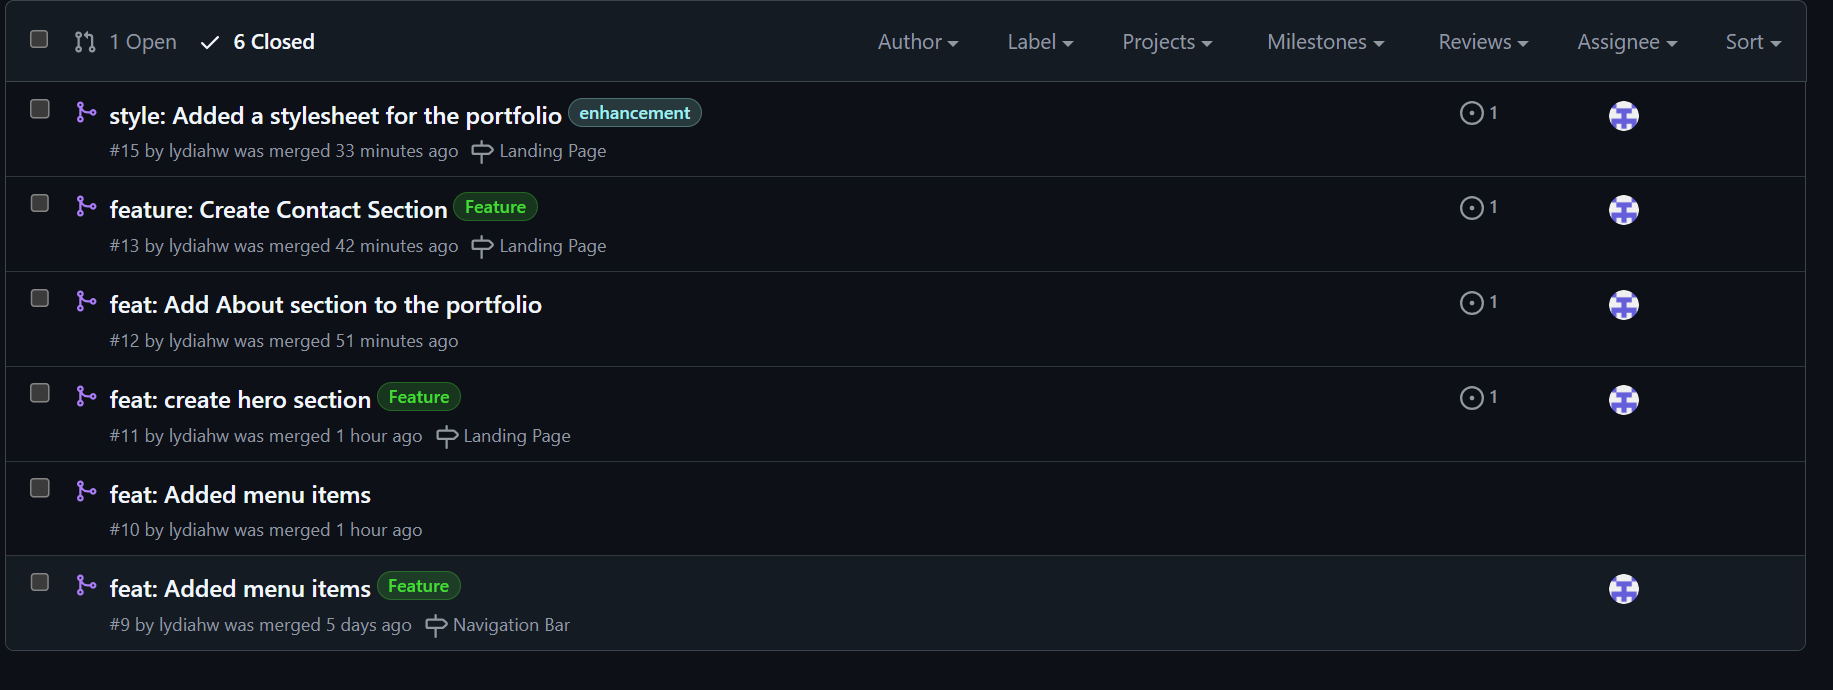 1 Open 6 Closed Author Label Projects Milestones Reviews Assignee Sort
style: Added a stylesheet for the portfolio enhancement 1
#15 by lydiahw was merged 33 minutes ago Landing Page
feature: Create Contact Section Feature 1
#13 by lydiahw was merged 42 minutes ago Landing Page
feat: Add About section to the portfolio 1
#12 by lydiahw was merged 51 minutes ago
feat: create hero section Feature 1
#11 by lydiahw was merged 1 hour ago Landing Page
feat: Added menu items
#10 by lydiahw was merged 1 hour ago
feat: Added menu items Feature
#9 by lydiahw was merged 5 days ago Navigation Bar